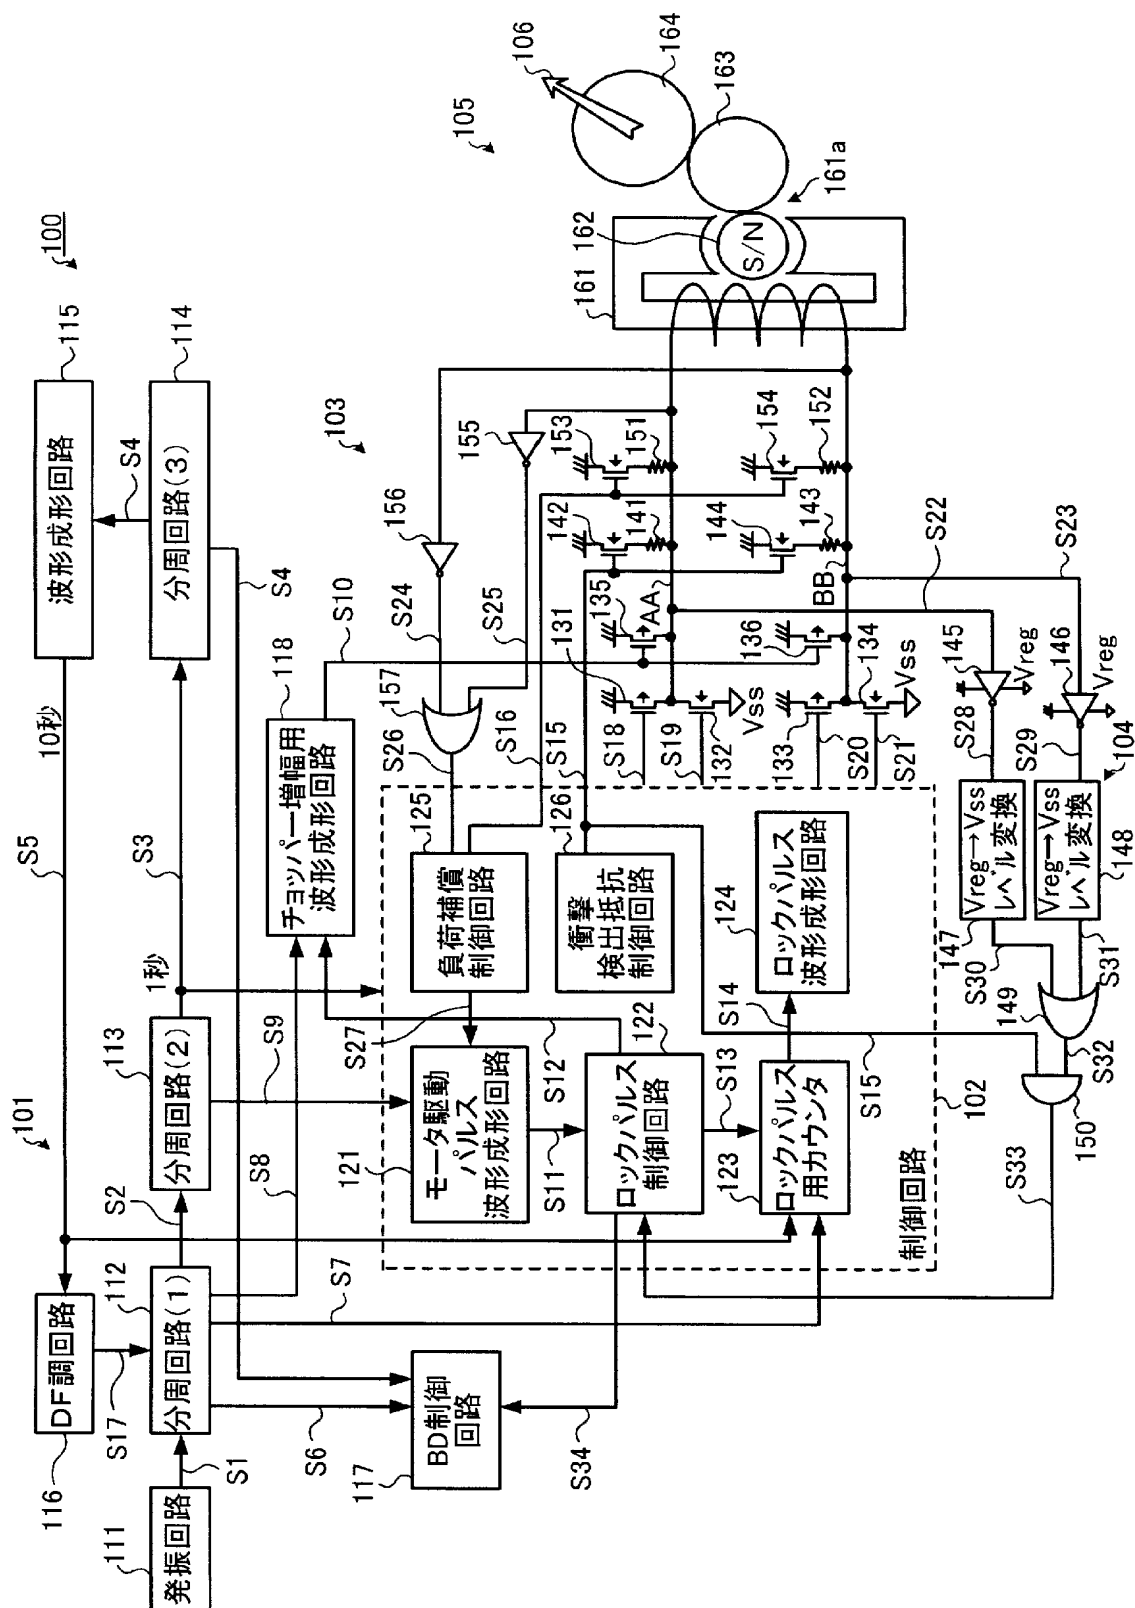 100
101
111
発振回路
S1
112
分周回路(1)
S2
113
分周回路(2)
1秒
S3
114
分周回路(3)
S4
115
波形成形回路
10秒
S5
116
DF調回路
S17
S6
S7
S8
S9
S4
117
BD制御
回路
S34
118
チョッパー増幅用
波形成形回路
S10
102
制御回路
121
モータ駆動
パルス
波形成形回路
S11
122
ロックパルス
制御回路
S12
S13
123
ロックパルス
用カウンタ
S14
124
ロックパルス
波形成形回路
125
負荷補償
制御回路
S27
126
衝撃
検出抵抗
制御回路
S15
S15
S16
S18
S19
S20
S21
103
131
132
Vss
133
134
Vss
135
136
AA
BB
141
142
143
144
151
152
153
154
155
156
157
S24
S25
S26
S22
S23
104
145
Vreg
146
Vreg
S28
S29
147
Vreg→Vss
レベル変換
148
Vreg→Vss
レベル変換
S30
S31
149
S32
150
S33
105
106
161
161a
162
S/N
163
164